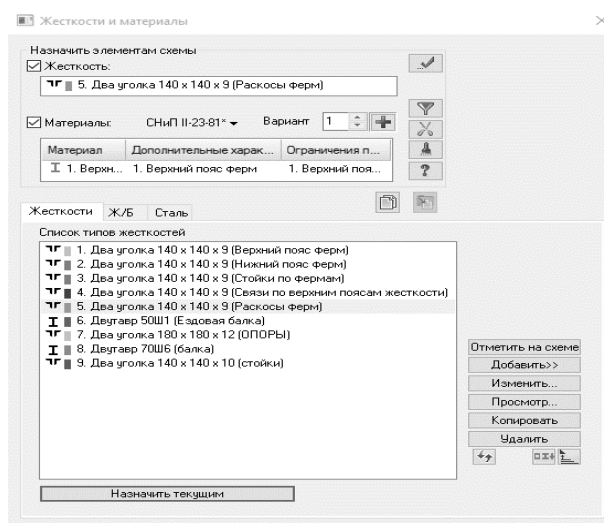 Жесткости и материалы
Назначить элементам схемы
Жесткость:
5. Два уголка 140 x 140 x 9 (Раскосы ферм)
Материалы: СНиП II-23-81* Вариант 1
Материал Дополнительные харак... Ограничения п...
1. Верхн... 1. Верхний пояс ферм 1. Верхний поя...
?
Жесткости Ж/Б Сталь
Список типов жесткостей
1. Два уголка 140 x 140 x 9 (Верхний пояс ферм)
2. Два уголка 140 x 140 x 9 (Нижний пояс ферм)
3. Два уголка 140 x 140 x 9 (Стойки по фермам)
4. Два уголка 140 x 140 x 9 (Связи по верхним поясам жесткости)
5. Два уголка 140 x 140 x 9 (Раскосы ферм)
6. Двутавр 50Ш1 (Ездовая балка)
7. Два уголка 180 x 180 x 12 (ОПОРЫ)
8. Двутавр 70Ш6 (балка)
9. Два уголка 140 x 140 x 10 (стойки)
Отметить на схеме
Добавить>>
Изменить...
Просмотр...
Копировать
Удалить
Назначить текущим